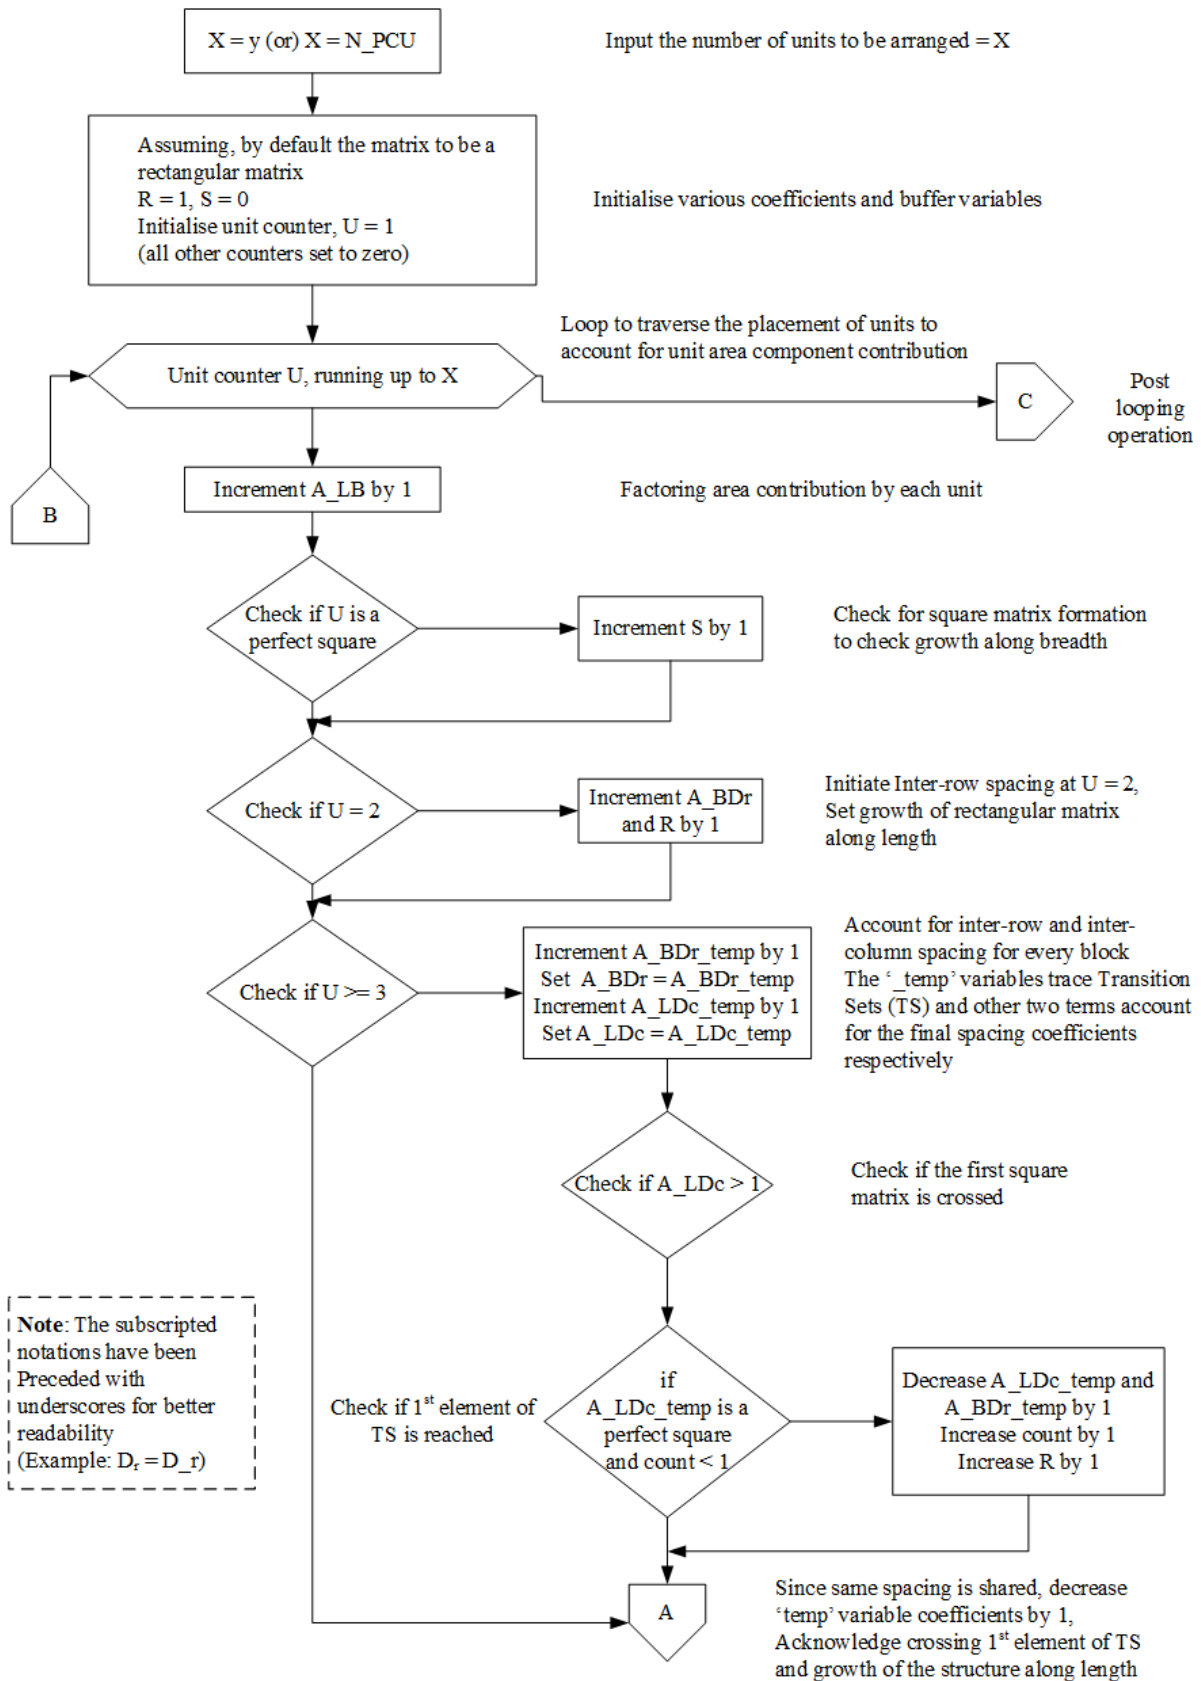 X = y (or) X = N_PCU
Input the number of units to be arranged = X
Assuming, by default the matrix to be a
rectangular matrix
R = 1, S = 0
Initialise unit counter, U = 1
(all other counters set to zero)
Initialise various coefficients and buffer variables
Loop to traverse the placement of units to
account for unit area component contribution
Unit counter U, running up to X
C
Post
looping
operation
B
Increment A_LB by 1
Factoring area contribution by each unit
Check if U is a
perfect square
Increment S by 1
Check for square matrix formation
to check growth along breadth
Check if U = 2
Increment A_BDr
and R by 1
Initiate Inter-row spacing at U = 2,
Set growth of rectangular matrix
along length
Check if U >= 3
Increment A_BDr_temp by 1
Set A_BDr = A_BDr_temp
Increment A_LDc_temp by 1
Set A_LDc = A_LDc_temp
Account for inter-row and inter-
column spacing for every block
The ‘_temp’ variables trace Transition
Sets (TS) and other two terms account
for the final spacing coefficients
respectively
Check if A_LDc > 1
Check if the first square
matrix is crossed
Note: The subscripted
notations have been
Preceded with
underscores for better
readability
(Example: Dr = D_r)
Check if 1st element of
TS is reached
if
A_LDc_temp is a
perfect square
and count < 1
Decrease A_LDc_temp and
A_BDr_temp by 1
Increase count by 1
Increase R by 1
A
Since same spacing is shared, decrease
‘temp’ variable coefficients by 1,
Acknowledge crossing 1st element of TS
and growth of the structure along length